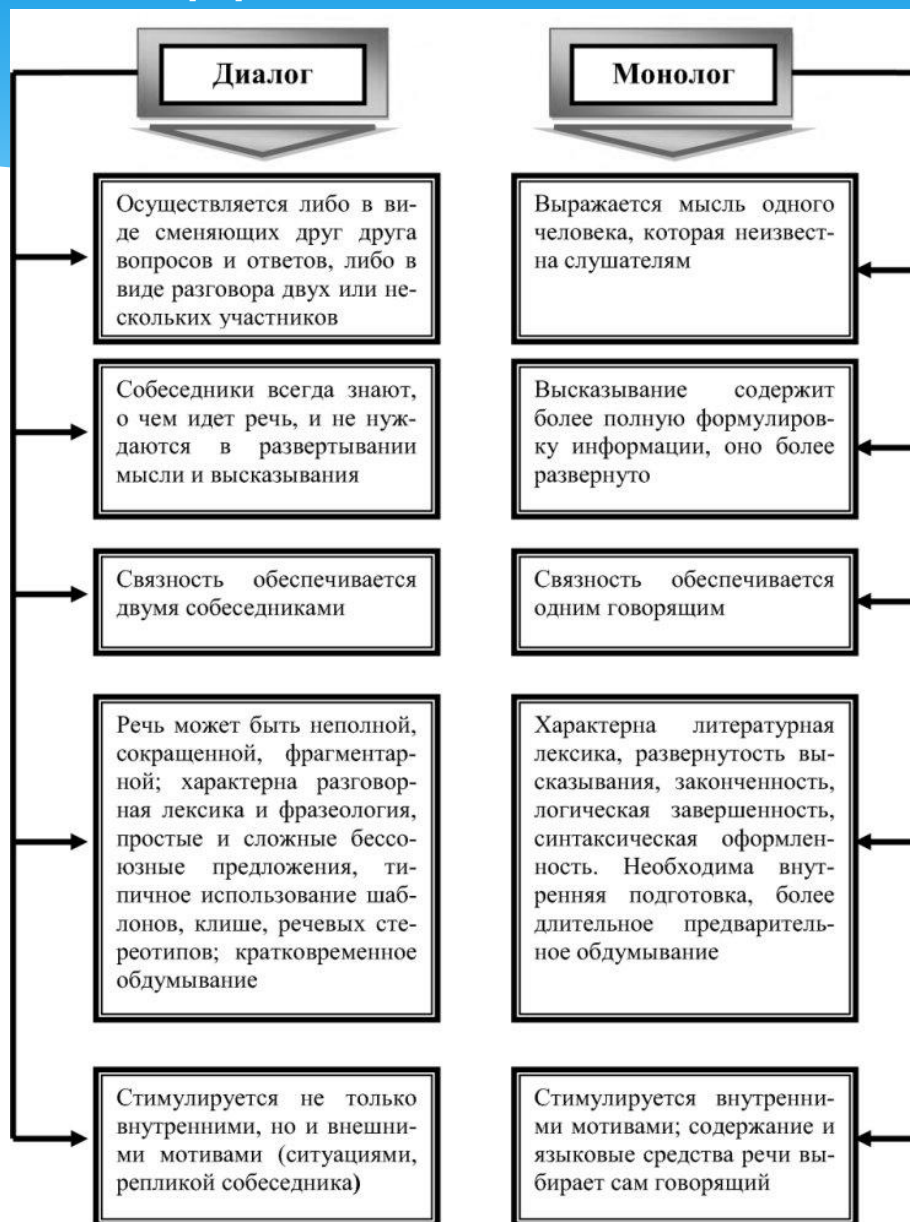 Диалог
Осуществляется либо в ви-
де сменяющих друг друга
вопросов и ответов, либо в
виде разговора двух или не-
скольких участников
Собеседники всегда знают,
о чем идет речь, и не нуж-
даются в развертывании
мысли и высказывания
Связность обеспечивается
двумя собеседниками
Речь может быть неполной,
сокращенной, фрагментар-
ной; характерна разговор-
ная лексика и фразеология,
простые и сложные бессо-
юзные предложения, ти-
пичное использование шаб-
лонов, клише, речевых сте-
реотипов; кратковременное
обдумывание
Стимулируется не только
внутренними, но и внешни-
ми мотивами (ситуациями,
репликой собеседника)
Монолог
Выражается мысль одного
человека, которая неизвест-
на слушателям
Высказывание содержит
более полную формулиров-
ку информации, оно более
развернуто
Связность обеспечивается
одним говорящим
Характерна литературная
лексика, развернутость вы-
сказывания, законченность,
логическая завершенность,
синтаксическая оформлен-
ность. Необходима внут-
ренняя подготовка, более
длительное предваритель-
ное обдумывание
Стимулируется внутренни-
ми мотивами; содержание и
языковые средства речи вы-
бирает сам говорящий